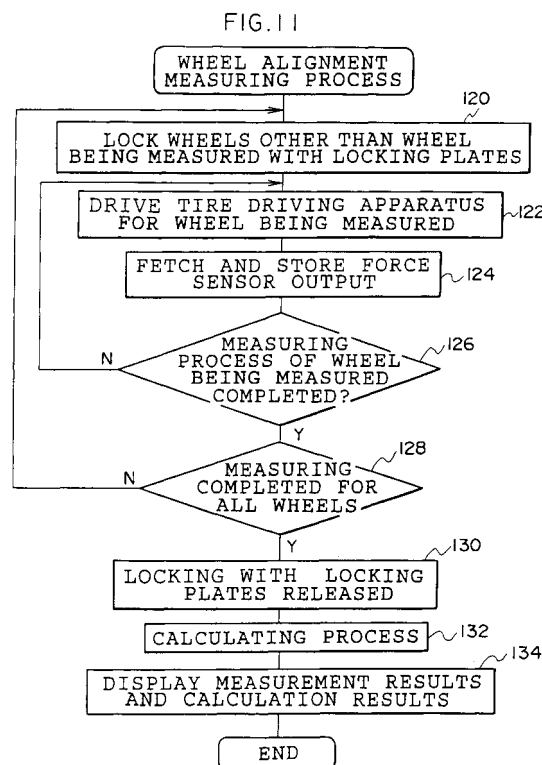 FIG.11
WHEEL ALIGNMENT
MEASURING PROCESS
120
LOCK WHEELS OTHER THAN WHEEL
BEING MEASURED WITH LOCKING PLATES
DRIVE TIRE DRIVING APPARATUS
FOR WHEEL BEING MEASURED
122
FETCH AND STORE FORCE
SENSOR OUTPUT
124
MEASURING
PROCESS OF WHEEL
BEING MEASURED
COMPLETED?
126
N
Y
MEASURING
COMPLETED FOR
ALL WHEELS
128
N
Y
130
LOCKING WITH LOCKING
PLATES RELEASED
CALCULATING PROCESS
132
134
DISPLAY MEASUREMENT RESULTS
AND CALCULATION RESULTS
END